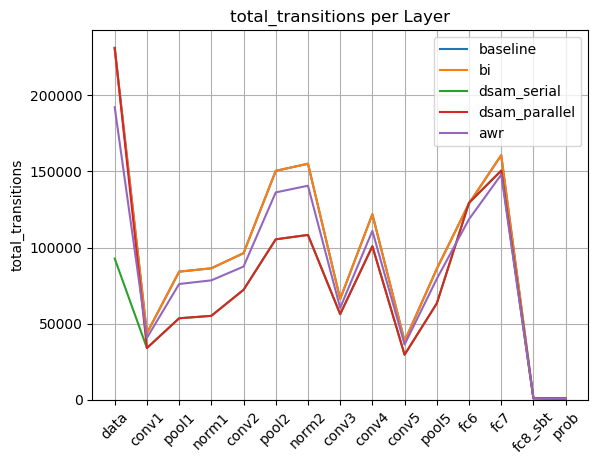 total_transitions per Layer
total_transitions
200000
150000
100000
50000
0
baseline
bi
dsam_serial
dsam_parallel
awr
data
conv1
pool1
norm1
conv2
pool2
norm2
conv3
conv4
conv5
pool5
fc6
fc7
fc8_sbt
prob